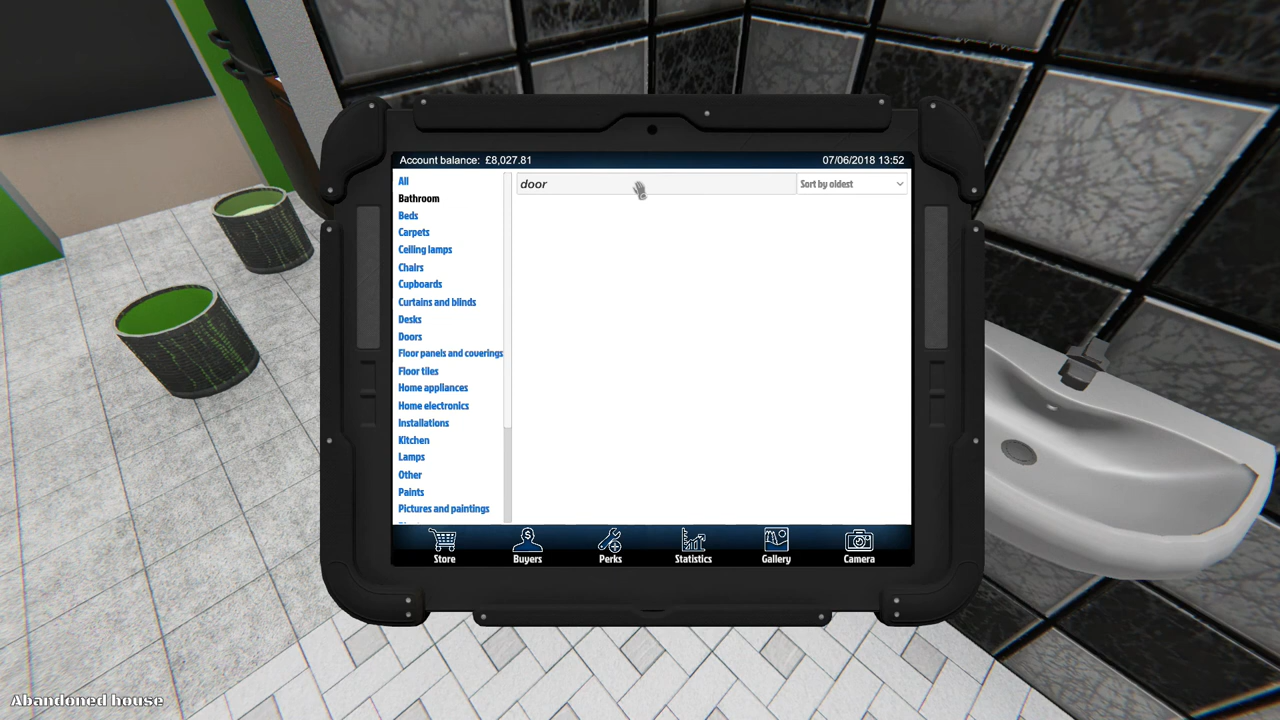 Account balance: £8,027.81
07/06/2018 13:52
door
Sort by oldest
All
Bathroom
Beds
Carpets
Ceiling lamps
Chairs
Cupboards
Curtains and blinds
Desks
Doors
Floor panels and coverings
Floor tiles
Home appliances
Home electronics
Installations
Kitchen
Lamps
Other
Paints
Pictures and paintings
Store
Buyers
Perks
Statistics
Gallery
Camera
Abandoned house